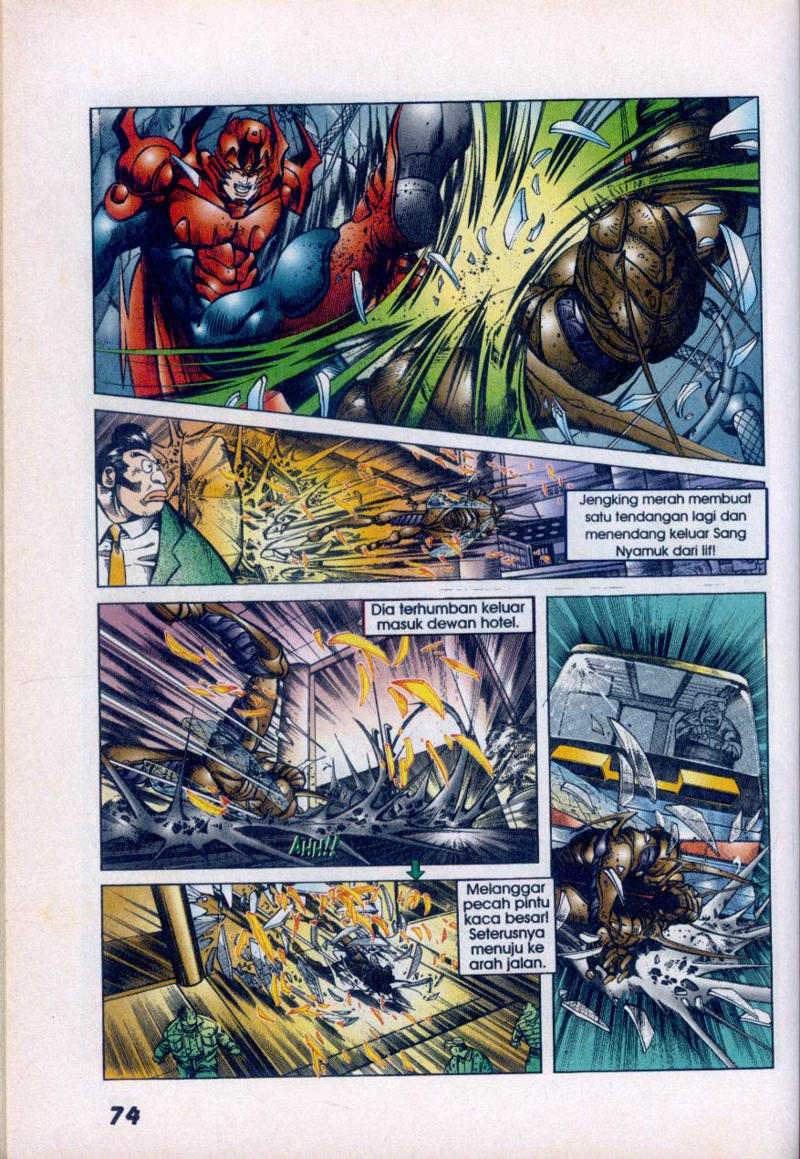 Jengking merah membuat
satu tendangan lagi dan
menendang keluar Sang
Nyamuk dari lif!
Dia terhumban keluar
masuk dewan hotel.
AHH!!
Melanggar
pecah pintu
kaca besar!
Seterusnya
menuju ke
arah jalan.
74